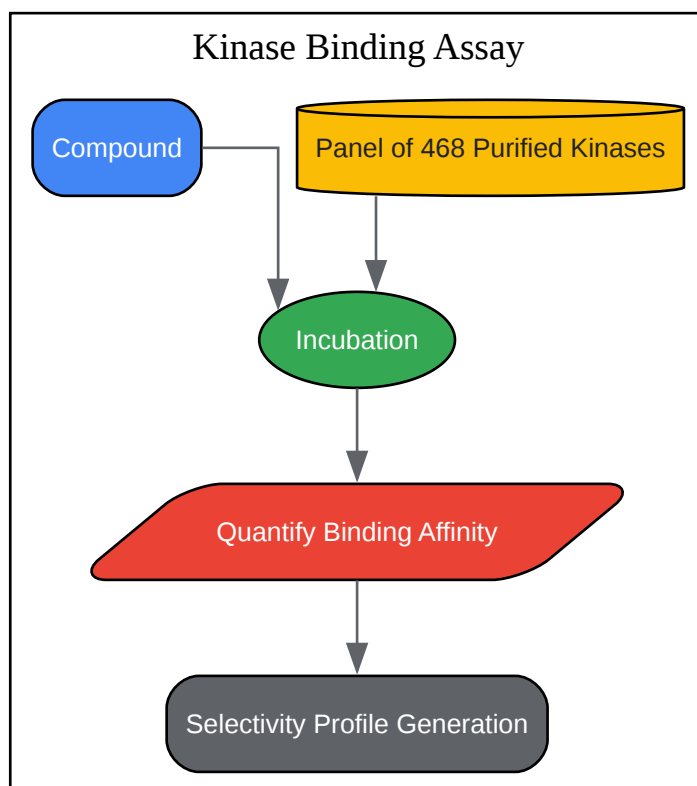 Kinase Binding Assay
Compound
Panel of 468 Purified Kinases
Incubation
Quantify Binding Affinity
Selectivity Profile Generation